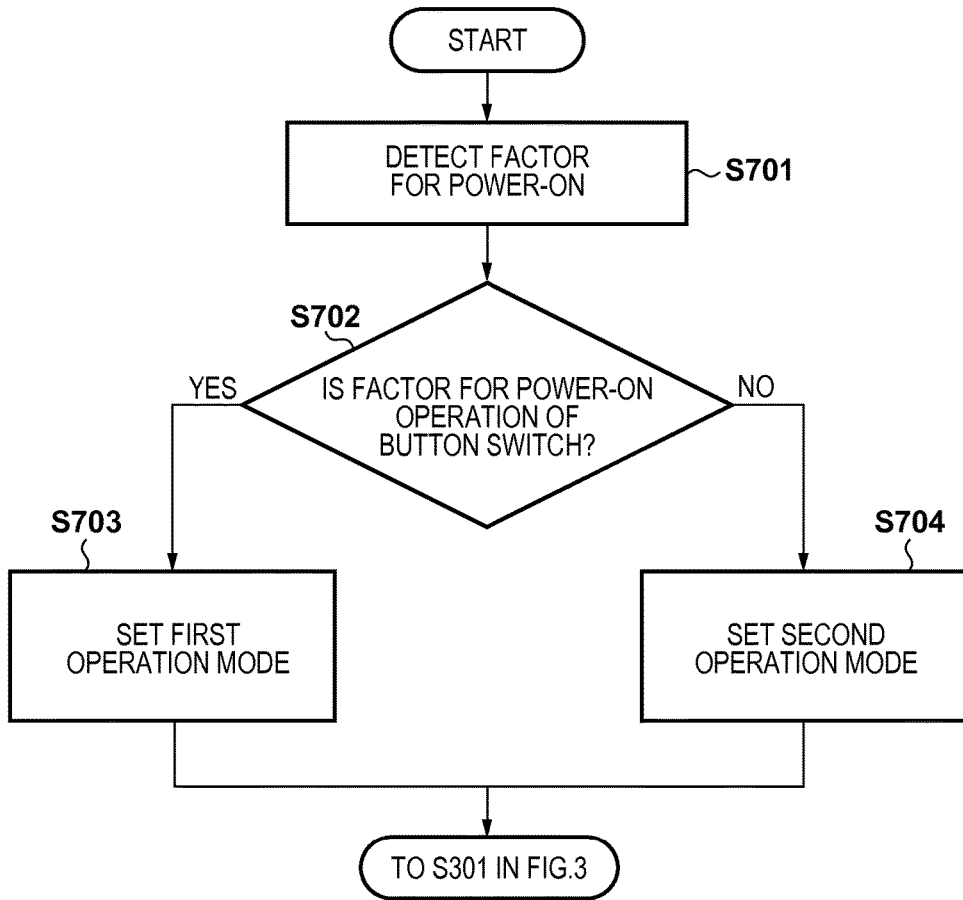 START
DETECT FACTOR
FOR POWER-ON
S701
S702
IS FACTOR FOR POWER-ON
OPERATION OF
BUTTON SWITCH?
YES
NO
S703
SET FIRST
OPERATION MODE
S704
SET SECOND
OPERATION MODE
TO S301 IN FIG.3